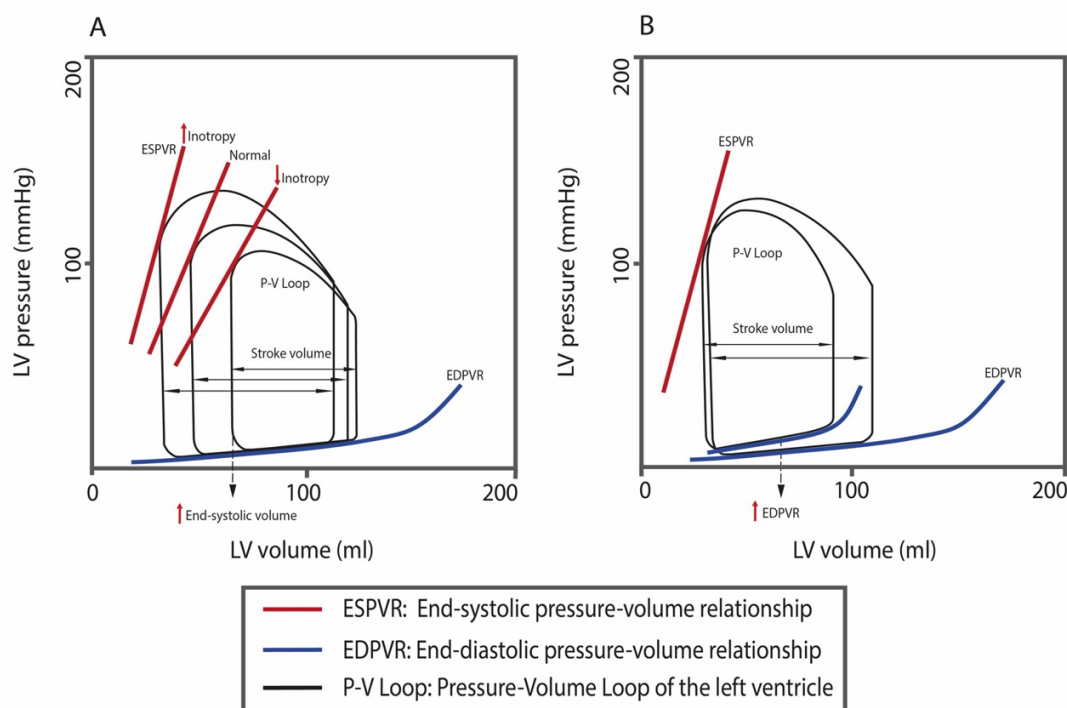 A
200
100
0
100
200
LV pressure (mmHg)
ESPVR
Inotropy
Normal
Inotropy
P-V Loop
Stroke volume
EDPVR
End-systolic volume
LV volume (ml)
B
200
100
0
100
200
LV pressure (mmHg)
ESPVR
P-V Loop
Stroke volume
EDPVR
EDPVR
LV volume (ml)
ESPVR: End-systolic pressure-volume relationship
EDPVR: End-diastolic pressure-volume relationship
P-V Loop: Pressure-Volume Loop of the left ventricle